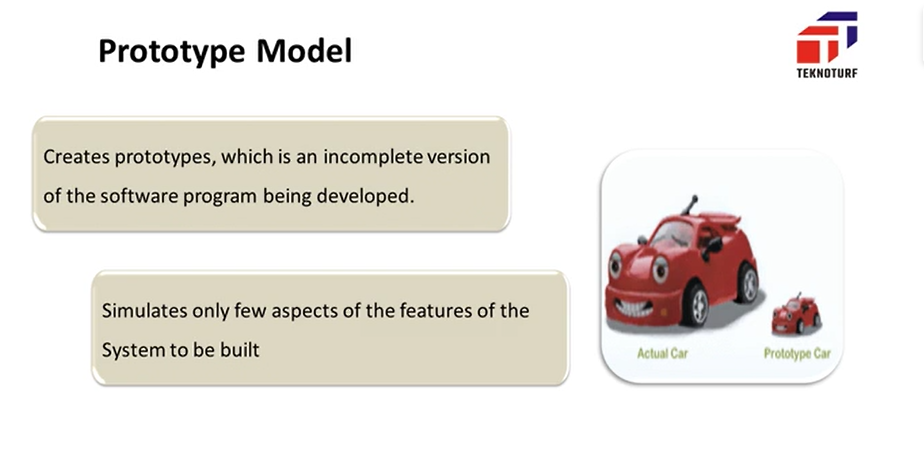 Prototype Model
TEKNOTURF
Creates prototypes, which is an incomplete version
of the software program being developed.
Simulates only few aspects of the features of the
System to be built
Actual Car
Prototype Car